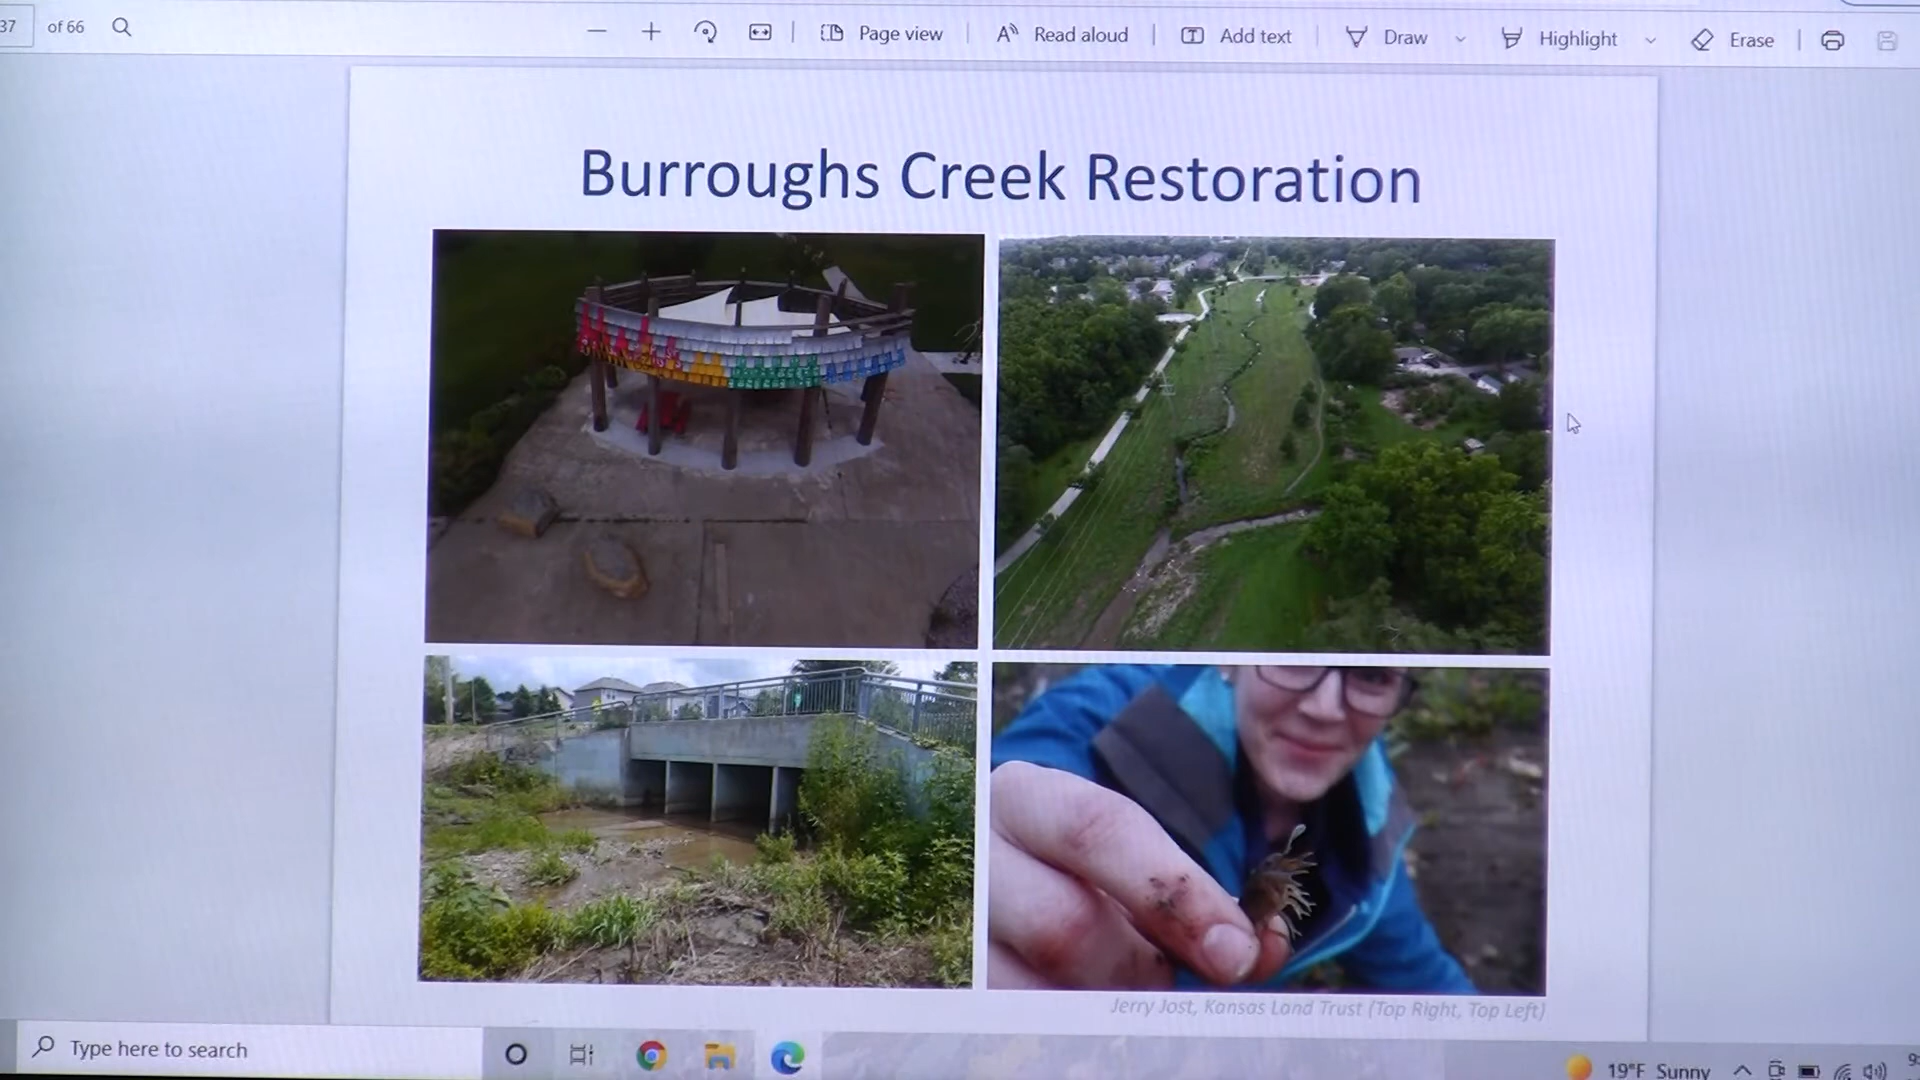 37 of 66
Page view
Read aloud
Add text
Draw
Highlight
Erase
Burroughs Creek Restoration
Jerry Jost, Kansas Land Trust (Top Right, Top Left)
Type here to search
19°F Sunny